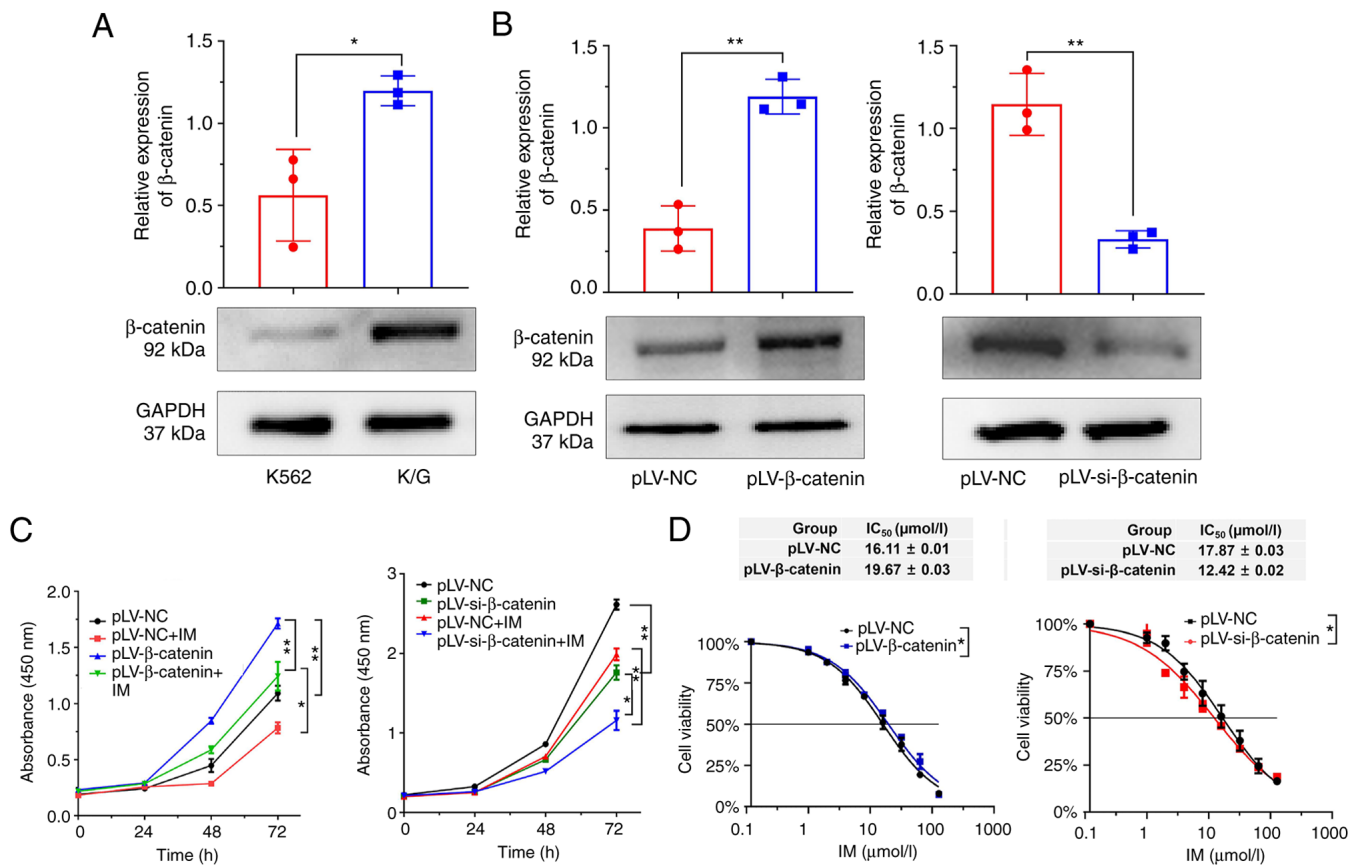 A
*
Relative expression
of β-catenin
1.5
1.0
0.5
0.0
β-catenin
92 kDa
GAPDH
37 kDa
K562 K/G
B
**
Relative expression
of β-catenin
1.5
1.0
0.5
0.0
β-catenin
92 kDa
GAPDH
37 kDa
pLV-NC pLV-β-catenin
**
Relative expression
of β-catenin
1.5
1.0
0.5
0.0
pLV-NC pLV-si-β-catenin
C
Absorbance (450 nm)
2.0
1.5
1.0
0.5
0.0
pLV-NC
pLV-NC+IM
pLV-β-catenin
pLV-β-catenin+
IM
**
**
*
0 24 48 72
Time (h)
Absorbance (450 nm)
3
2
1
0
pLV-NC
pLV-si-β-catenin
pLV-NC+IM
pLV-si-β-catenin+IM
**
**
*
0 24 48 72
Time (h)
D
Group IC50 (μmol/l)
pLV-NC 16.11 ± 0.01
pLV-β-catenin 19.67 ± 0.03
pLV-NC
pLV-β-catenin
*
Cell viability
100%
75%
50%
25%
0%
0.1 1 10 100 1000
IM (μmol/l)
Group IC50 (μmol/l)
pLV-NC 17.87 ± 0.03
pLV-si-β-catenin 12.42 ± 0.02
pLV-NC
pLV-si-β-catenin
*
Cell viability
100%
75%
50%
25%
0%
0.1 1 10 100 1000
IM (μmol/l)